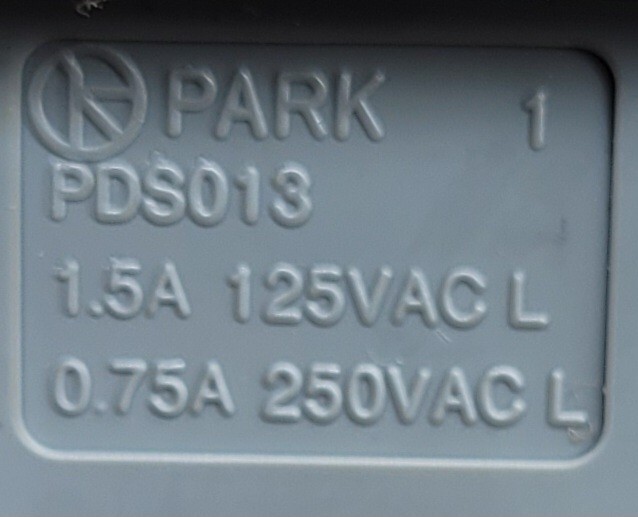 PARK 1
PDS013
1.5A 125VAC L
0.75A 250VAC L